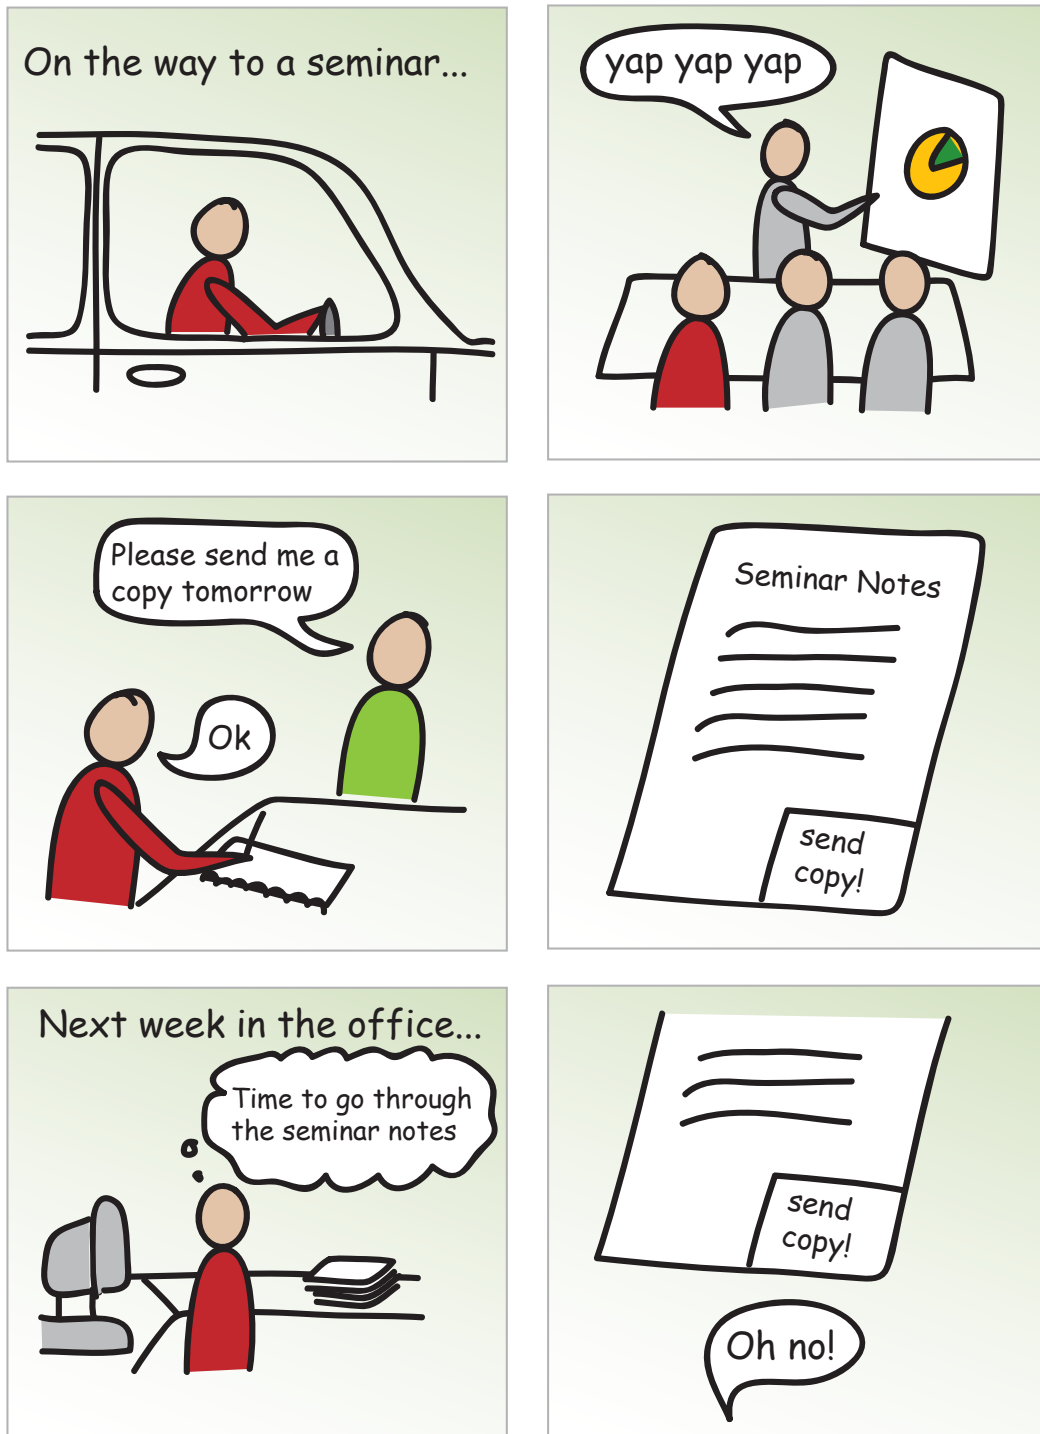 On the way to a seminar...
yap yap yap
Please send me a
copy tomorrow
Ok
Seminar Notes
send
copy!
Next week in the office...
Time to go through
the seminar notes
send
copy!
Oh no!